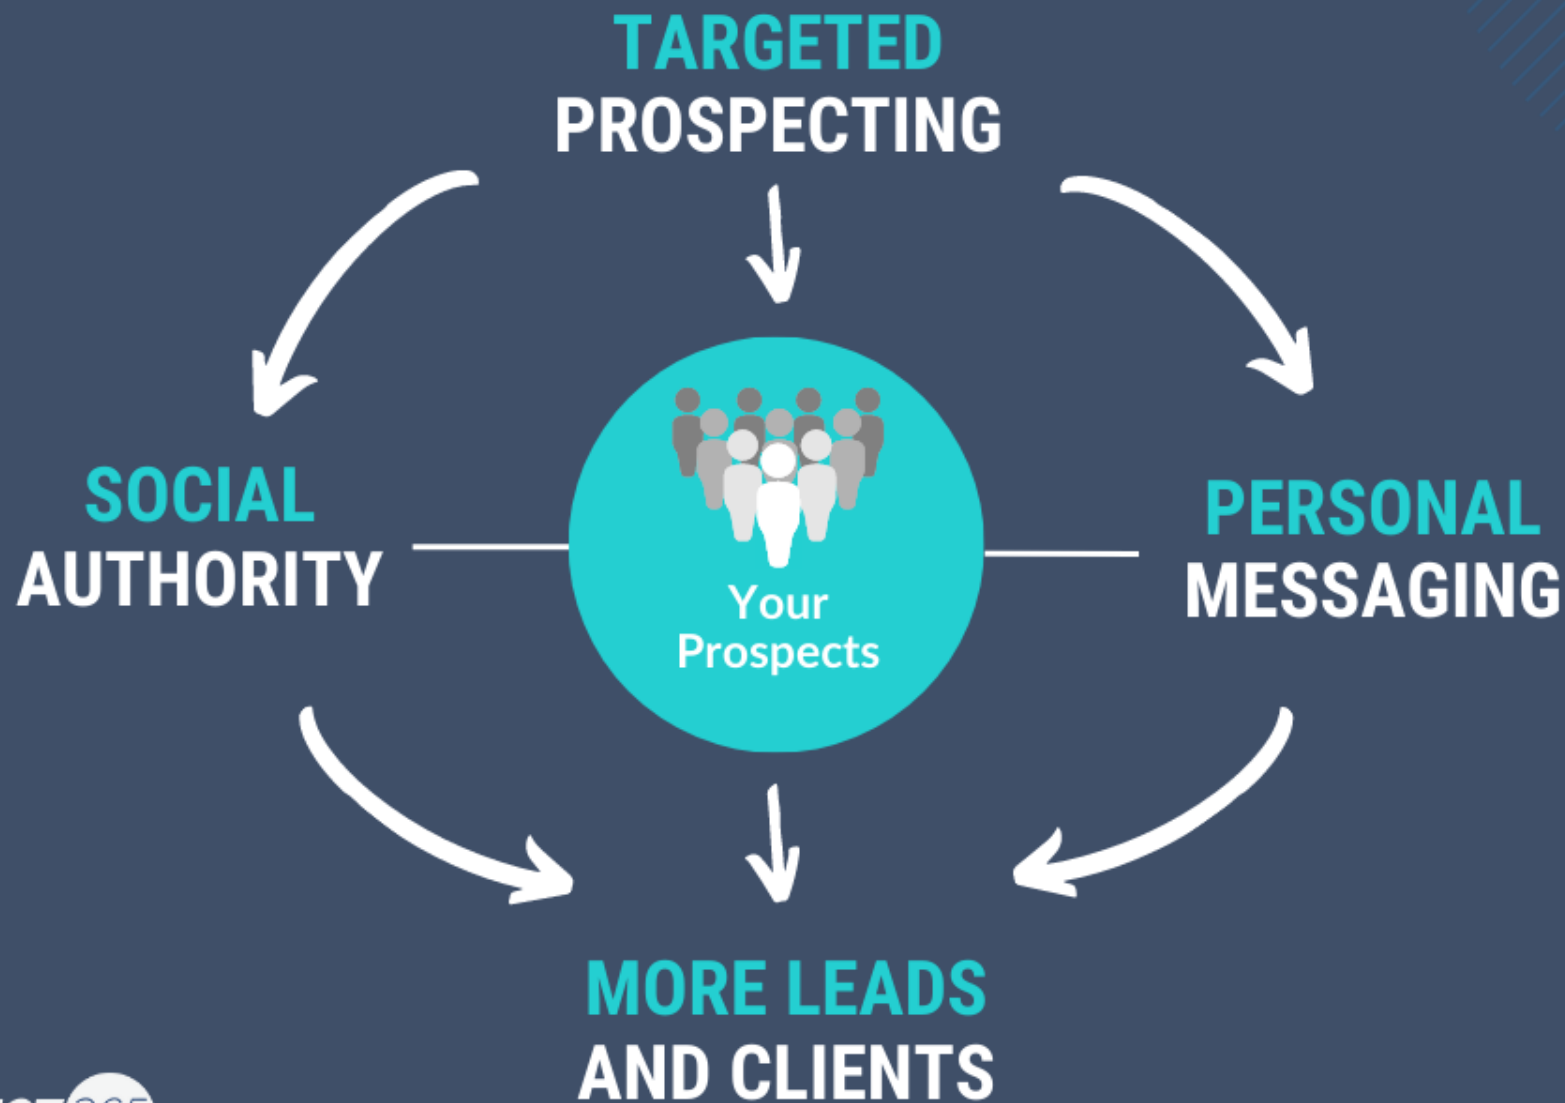 TARGETED
PROSPECTING
SOCIAL
AUTHORITY
Your
Prospects
PERSONAL
MESSAGING
MORE LEADS
AND CLIENTS